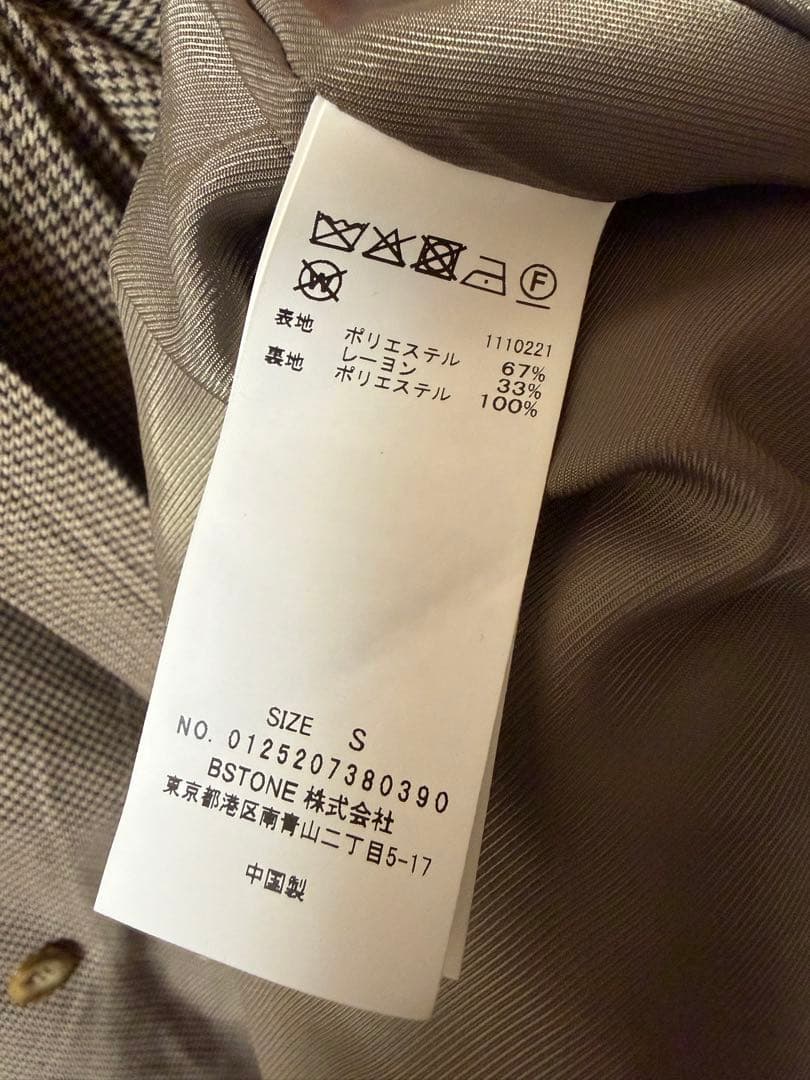 F
W
1110221
表地 ポリエステル 67%
レーヨン 33%
裏地 ポリエステル 100%
SIZE S
NO. 0125207380390
BSTONE 株式会社
東京都港区南青山二丁目5-17
中国製